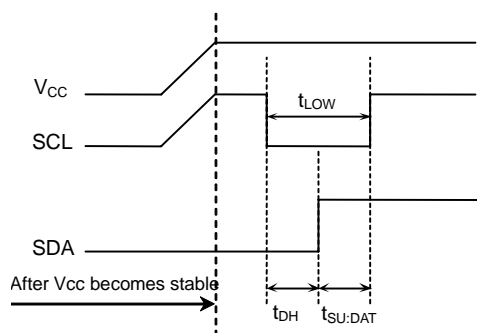 VCC
tLOW
SCL
SDA
After Vcc becomes stable
tDH
tSU:DAT